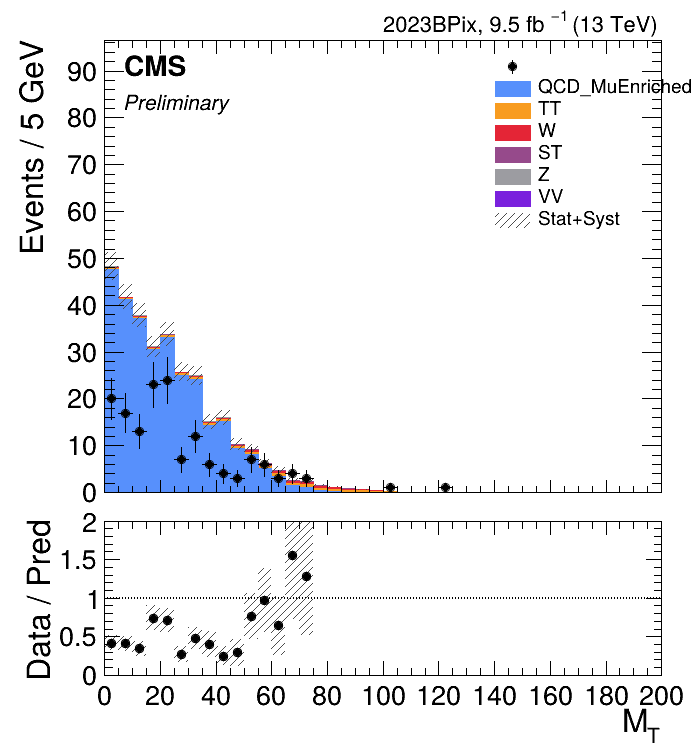 2023BPix, 9.5 fb⁻¹ (13 TeV)
CMS
Preliminary
QCD_MuEnriched
TT
W
ST
Z
VV
Stat+Syst
Events / 5 GeV
90
80
70
60
50
40
30
20
10
0
Data / Pred
2
1.5
1
0.5
0
0 20 40 60 80 100 120 140 160 180 200
M_T